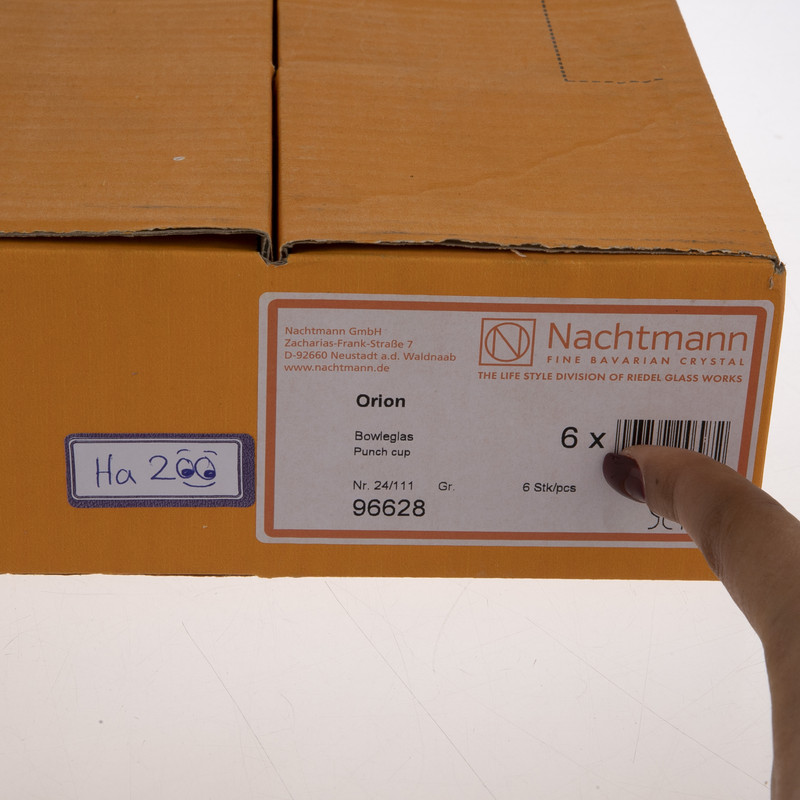 Nachtmann GmbH
Zacharias-Frank-Straße 7
D-92660 Neustadt a.d. Waldnaab
www.nachtmann.de
Nachtmann
FINE BAVARIAN CRYSTAL
THE LIFE STYLE DIVISION OF RIEDEL GLASS WORKS
Orion
Bowleglas
Punch cup
6 x
Nr. 24/111 Gr. 6 Stk/pcs
96628
Ha 200